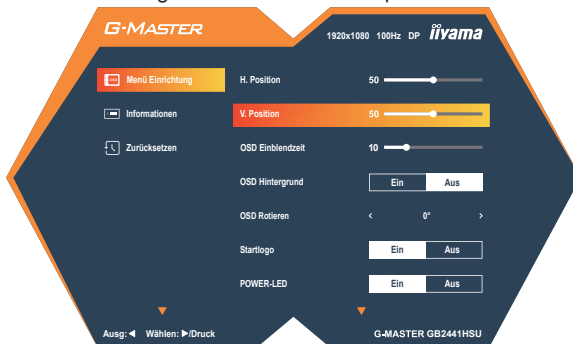 G-MASTER
1920x1080 100Hz DP iiyama
Menü Einrichtung
Informationen
Zurücksetzen
H. Position 50
V. Position 50
OSD Einblendzeit 10
OSD Hintergrund Ein Aus
OSD Rotieren < 0° >
Startlogo Ein Aus
POWER-LED Ein Aus
Ausg: ◀ Wählen: ▶/Druck
G-MASTER GB2441HSU